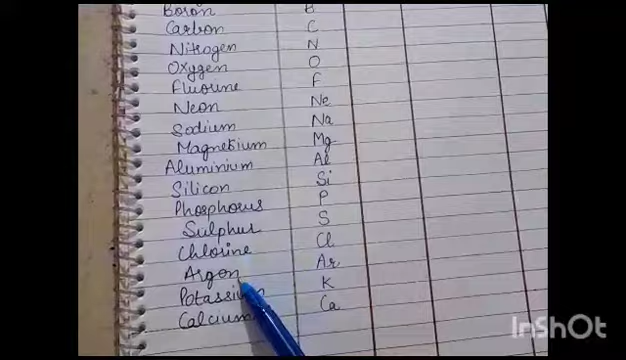 Boron B
Carbon C
Nitrogen N
Oxygen O
Fluorine F
Neon Ne
Sodium Na
Magnesium Mg
Aluminium Al
Silicon Si
Phosphorus P
Sulphur S
Chlorine Cl
Argon Ar
Potassium K
Calcium Ca
InShOt